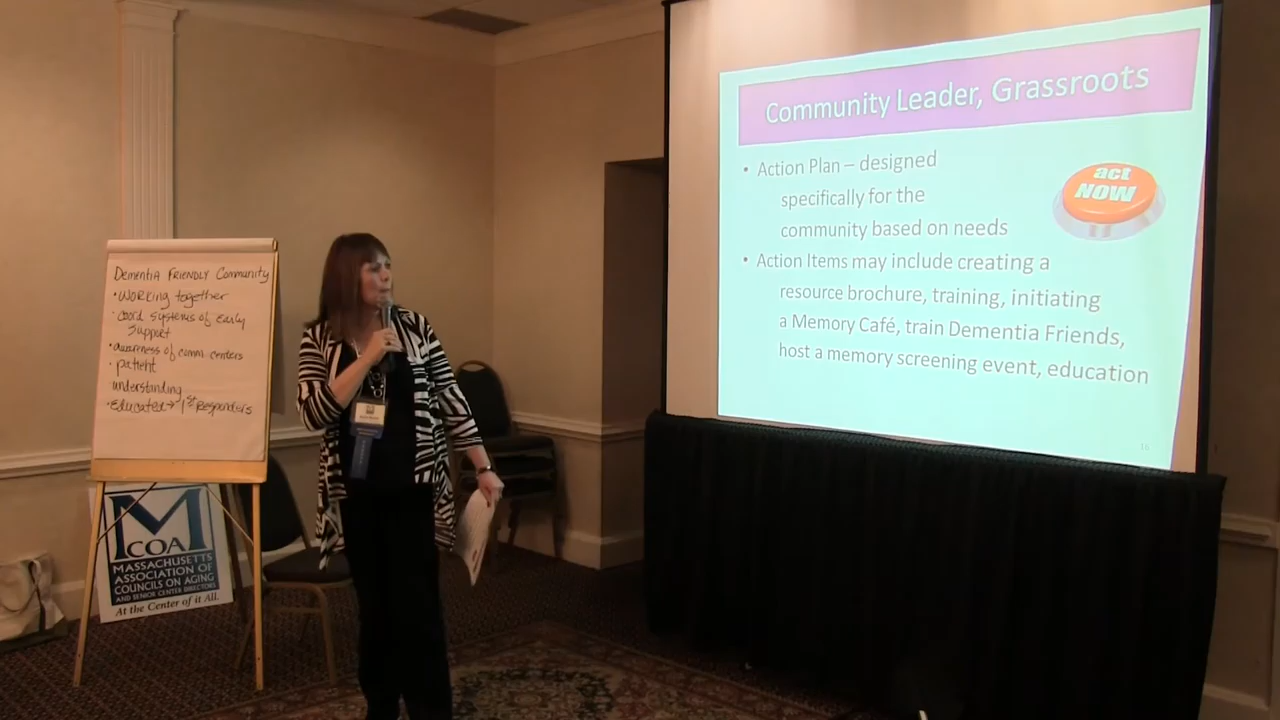 Dementia Friendly Community
• Working together
• coord systems of early
support
• awareness of comm. centers
• patient
• understanding
• Educated → 1st Responders
M
COA
MASSACHUSETTS
ASSOCIATION OF
COUNCILS ON AGING
AND SENIOR CENTER DIRECTORS
At the Center of it All.
Community Leader, Grassroots
• Action Plan – designed
specifically for the
community based on needs
• Action Items may include creating a
resource brochure, training, initiating
a Memory Café, train Dementia Friends,
host a memory screening event, education
act
NOW